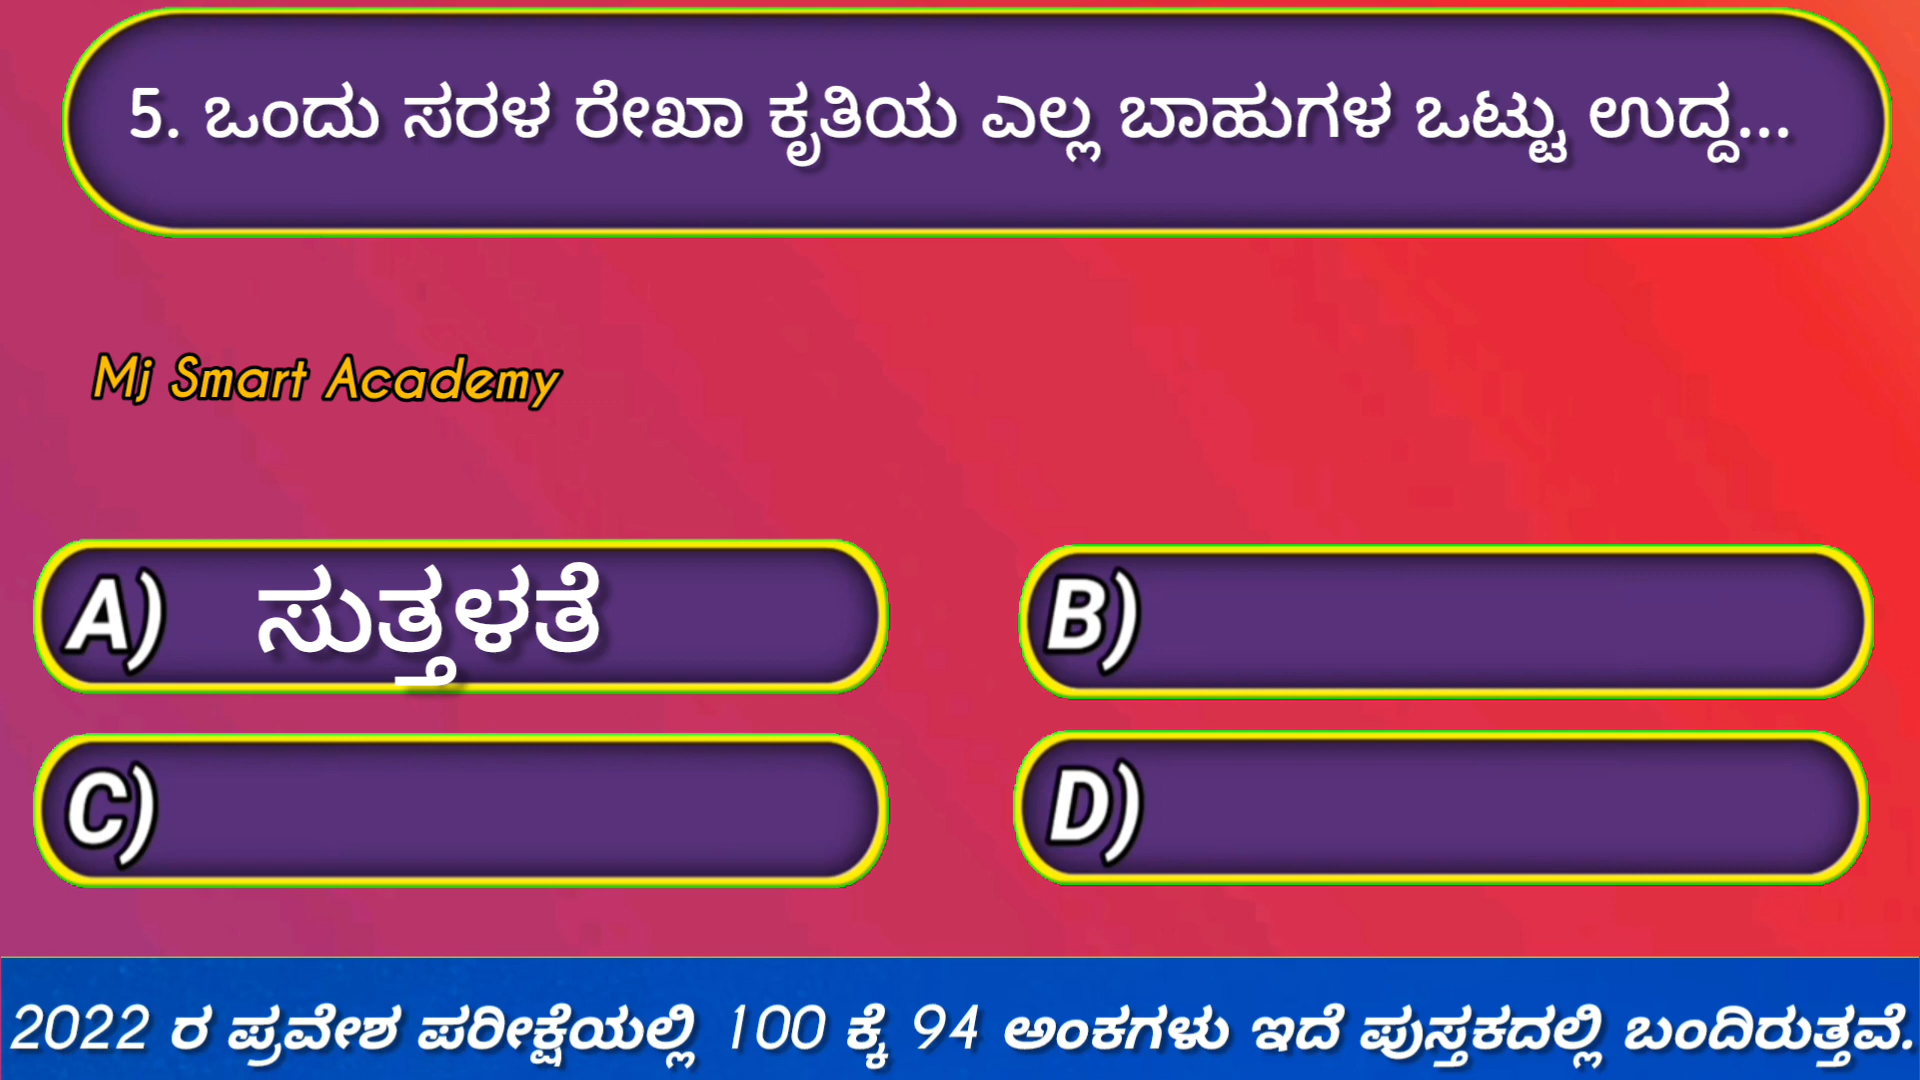 5. ಒಂದು ಸರಳ ರೇಖಾ ಕೃತಿಯ ಎಲ್ಲ ಬಾಹುಗಳ ಒಟ್ಟು ಉದ್ದ...
Mj Smart Academy
A) ಸುತ್ತಳತೆ
B)
C)
D)
2022 ರ ಪ್ರವೇಶ ಪರೀಕ್ಷೆಯಲ್ಲಿ 100 ಕ್ಕೆ 94 ಅಂಕಗಳು ಇದೆ ಪುಸ್ತಕದಲ್ಲಿ ಬಂದಿರುತ್ತವೆ.